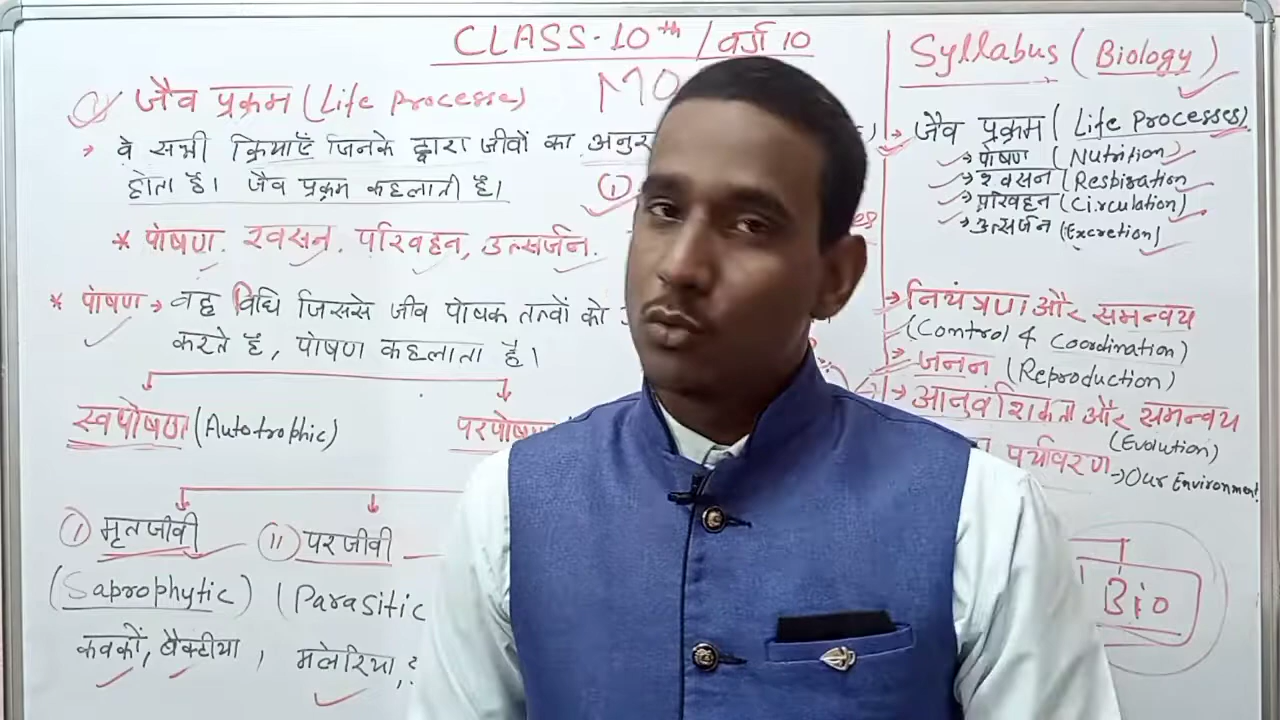 CLASS-10th / वर्ग 10
जैव प्रक्रम (Life Processe)
वे सभी क्रियाएँ जिनके द्वारा जीवों का
होता है। जैव प्रक्रम कहलाती है।
* पोषण. श्वसन. परिवहन, उत्सर्जन.
* पोषण → वह विधि जिससे जीव पोषक तत्वों को
करते है, पोषण कहलाता है।
स्वपोषण (Autotrophic)
परपोषण
(i) मृतजीवी
(ii) परजीवी
(Saprophytic)
(Parasitic
कवकों, बैक्टीया,
मलेरिया,
Syllabus (Biology)
→ जैव प्रक्रम (Life Processes)
→ पोषण (Nutrition)
→ श्वसन (Resbiration
→ परिवहन (Circulation)
→ उत्सर्जन (Excretion)
→ नियंत्रण और समन्वय
(Control & Coordination)
→ जनन (Reproduction)
→ आनुवंशिकता और समन्वय
(Evolution)
पर्यावरण → Our Environment
Bio